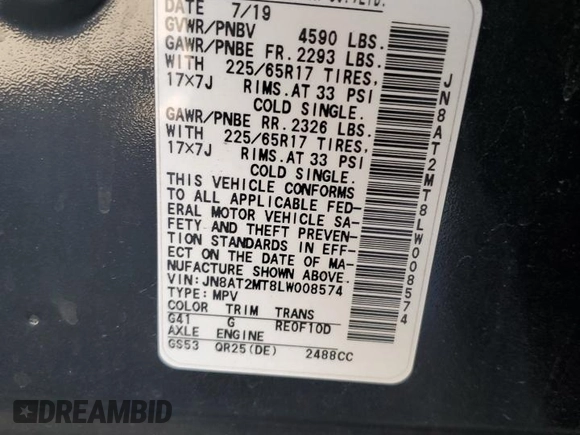 DATE 7/19
GVWR/PNBV 4590 LBS.
GAWR/PNBE FR. 2293 LBS.
WITH 225/65R17 TIRES,
17×7J RIMS.AT 33 PSI
COLD SINGLE.
GAWR/PNBE RR. 2326 LBS.
WITH 225/65R17 TIRES,
17×7J RIMS.AT 33 PSI
COLD SINGLE.
THIS VEHICLE CONFORMS
TO ALL APPLICABLE FED-
ERAL MOTOR VEHICLE SA-
FETY AND THEFT PREVEN-
TION STANDARDS IN EFF-
ECT ON THE DATE OF MA-
NUFACTURE SHOWN ABOVE.
JN8AT2MT8LW008574
TYPE: MPV
COLOR TRIM TRANS
G41 G RE0F10D
AXLE ENGINE
GS53 QR25(DE) 2488CC
JN8AT2MT8LW008574
DREAMBID